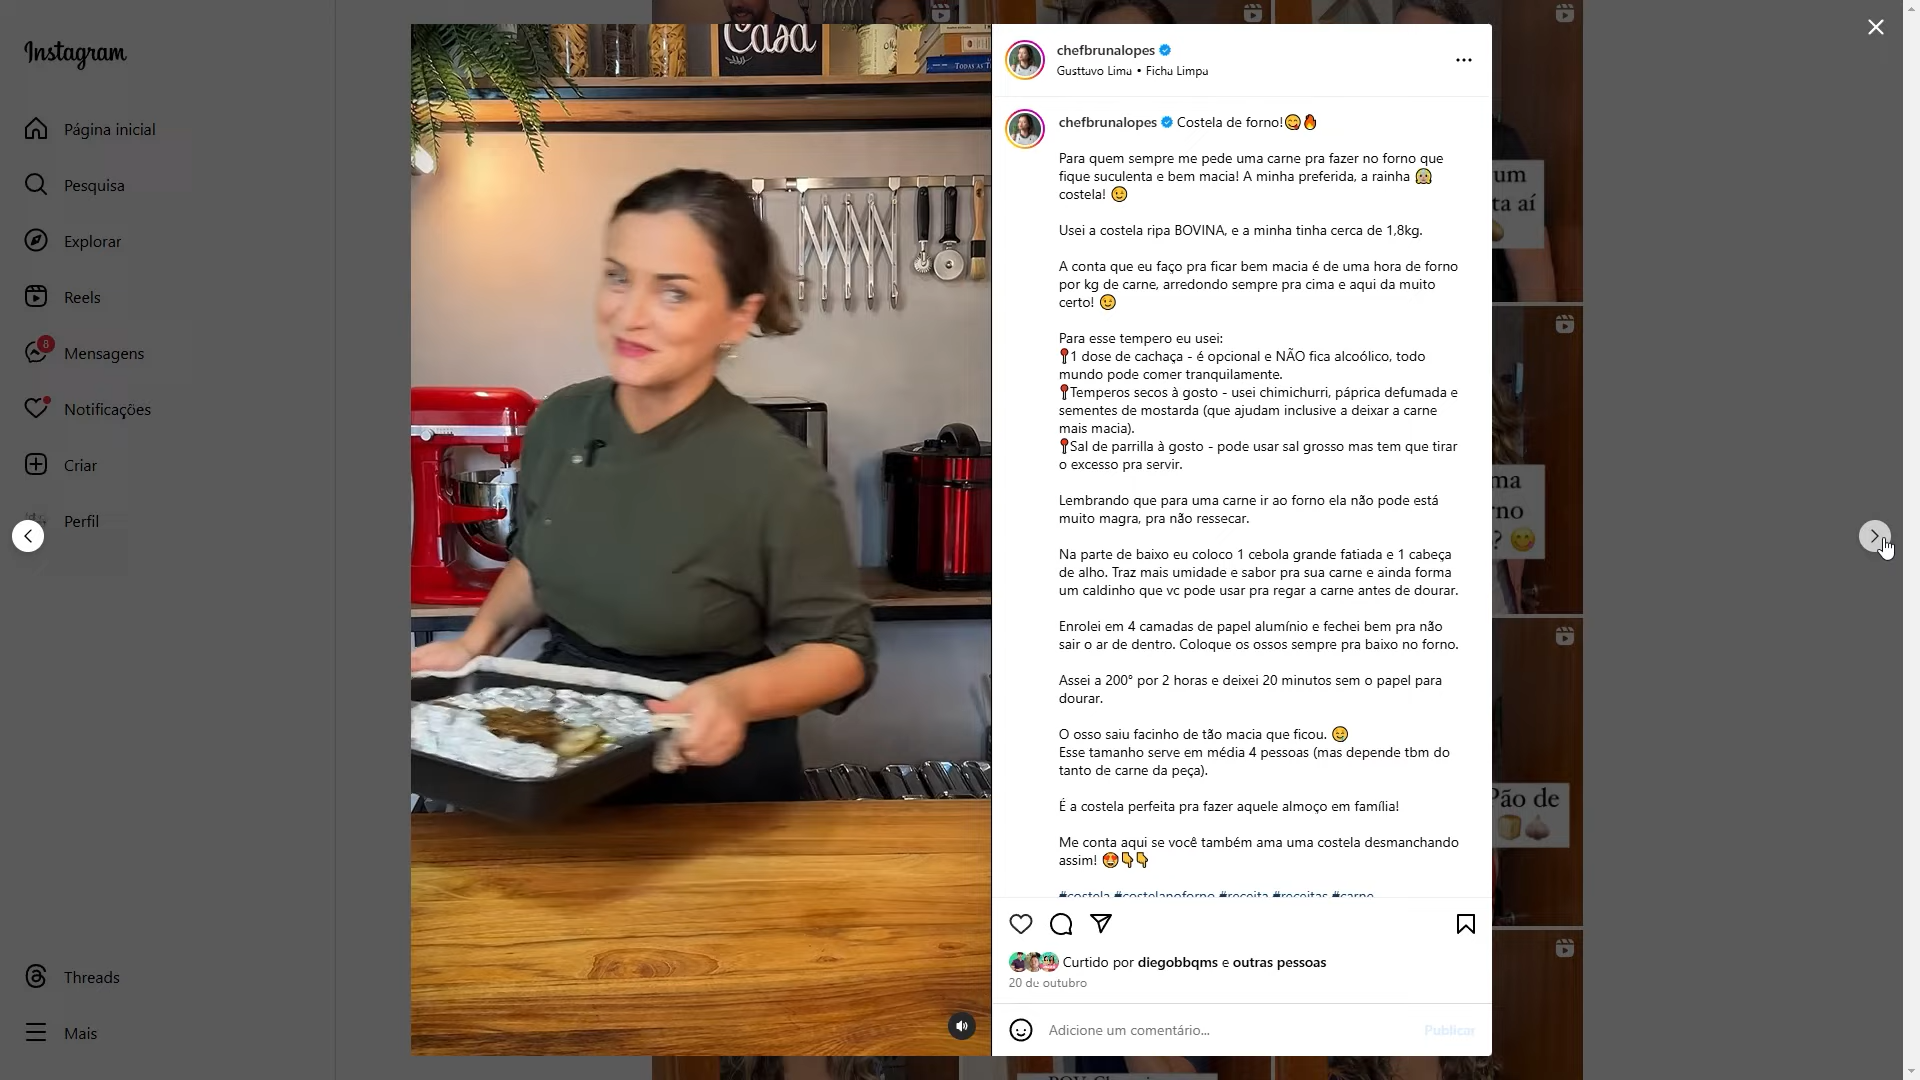 Instagram
Página inicial
Pesquisa
Explorar
Reels
8
Mensagens
Notificações
Criar
Perfil
Threads
Mais
Casa
chefbrunalopes
Gusttavo Lima • Ficha Limpa
chefbrunalopes Costela de forno!😋🔥
Para quem sempre me pede uma carne pra fazer no forno que
fique suculenta e bem macia! A minha preferida, a rainha 👸
costela! 😉
Usei a costela ripa BOVINA, e a minha tinha cerca de 1,8kg.
A conta que eu faço pra ficar bem macia é de uma hora de forno
por kg de carne, arredondo sempre pra cima e aqui da muito
certo! 😉
Para esse tempero eu usei:
📍1 dose de cachaça - é opcional e NÃO fica alcoólico, todo
mundo pode comer tranquilamente.
📍Temperos secos à gosto - usei chimichurri, páprica defumada e
sementes de mostarda (que ajudam inclusive a deixar a carne
mais macia).
📍Sal de parrilla à gosto - pode usar sal grosso mas tem que tirar
o excesso pra servir.
Lembrando que para uma carne ir ao forno ela não pode está
muito magra, pra não ressecar.
Na parte de baixo eu coloco 1 cebola grande fatiada e 1 cabeça
de alho. Traz mais umidade e sabor pra sua carne e ainda forma
um caldinho que vc pode usar pra regar a carne antes de dourar.
Enrolei em 4 camadas de papel alumínio e fechei bem pra não
sair o ar de dentro. Coloque os ossos sempre pra baixo no forno.
Assei a 200° por 2 horas e deixei 20 minutos sem o papel para
dourar.
O osso saiu facinho de tão macia que ficou. 🤤
Esse tamanho serve em média 4 pessoas (mas depende tbm do
tanto de carne da peça).
É a costela perfeita pra fazer aquele almoço em família!
Me conta aqui se você também ama uma costela desmanchando
assim! 😍👇👇
#costela #costelanoforno #receita #receitas #carne
Curtido por diegobbqms e outras pessoas
20 de outubro
Adicione um comentário...
Publicar
um
ta aí
ma
no
?
Pão de